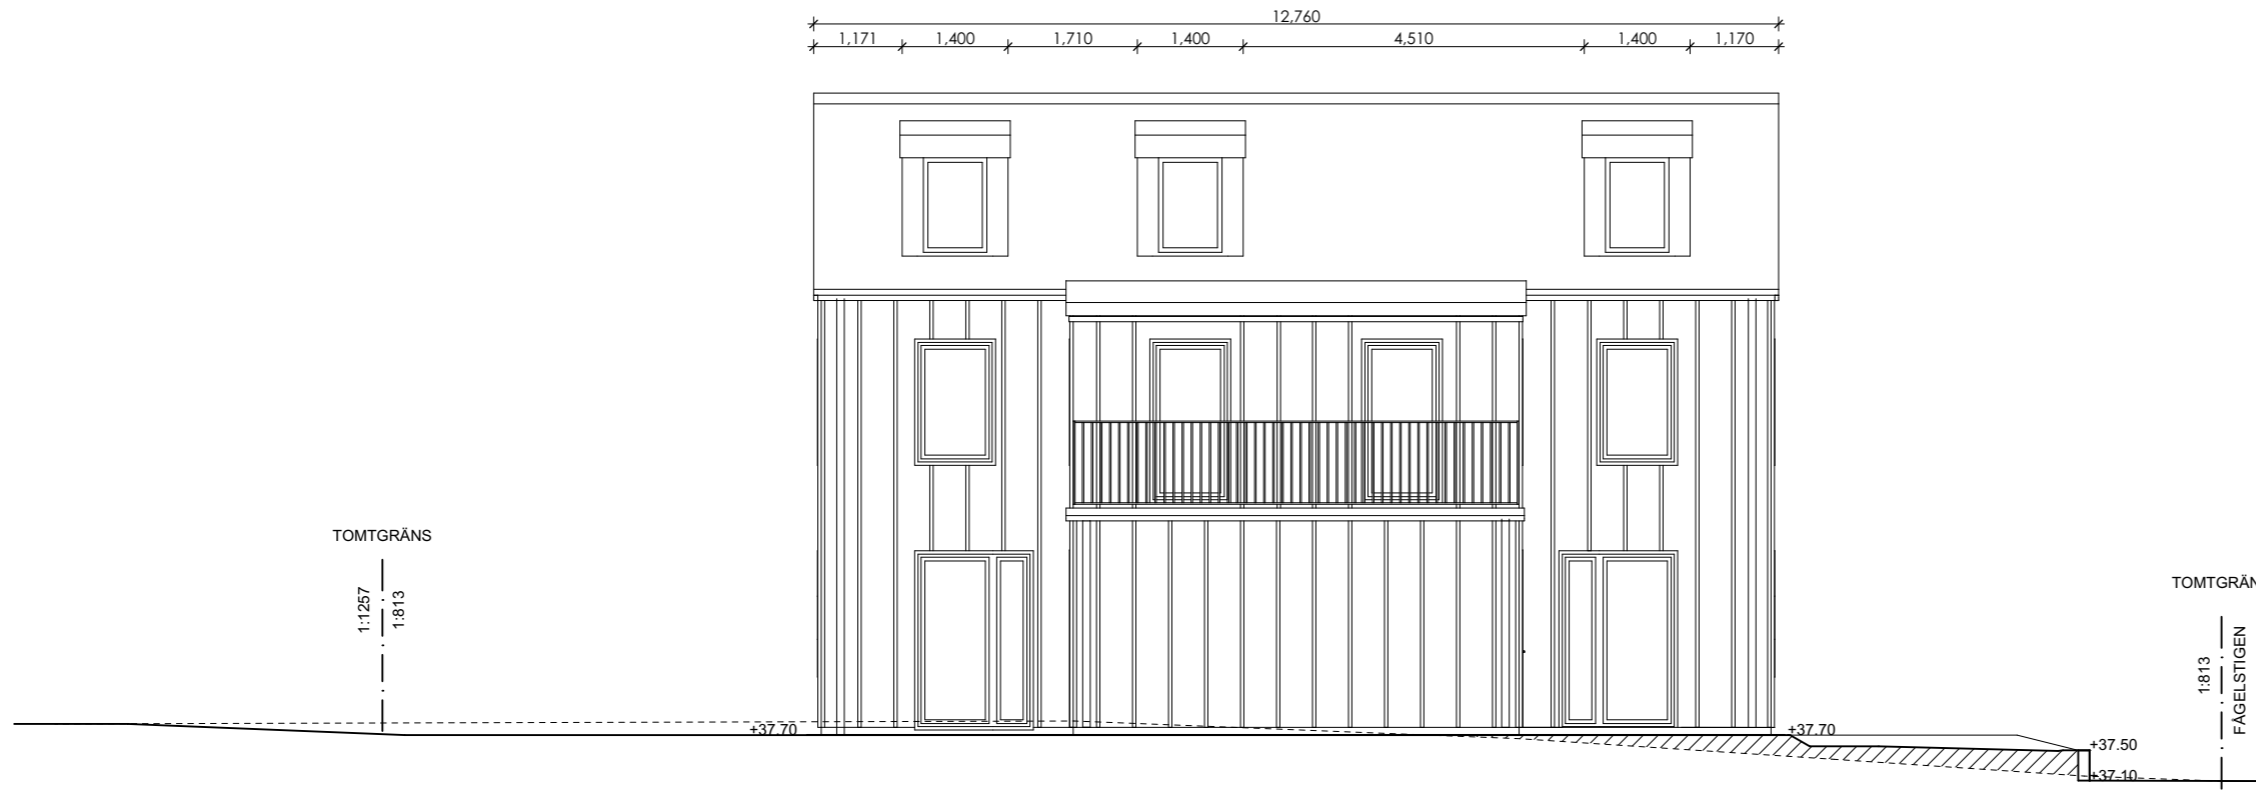 12,760
1,171 1,400 1,710 1,400 4,510 1,400 1,170
TOMTGRÄNS
1:1257
1:813
TOMTGRÄN
1:813
FÅGELSTIGEN
+37.70
+37.70
+37.50
+37.10